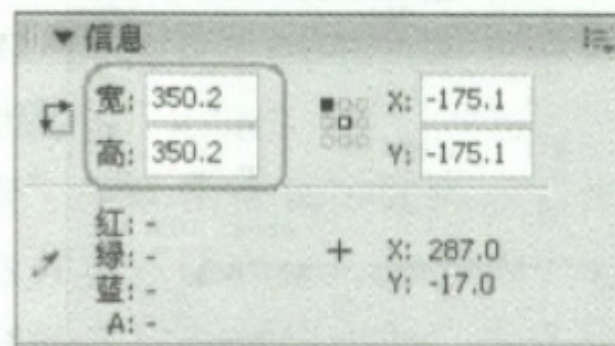 信息
宽: 350.2 X: -175.1
高: 350.2 Y: -175.1
红: -
绿: - + X: 287.0
蓝: - Y: -17.0
A: -